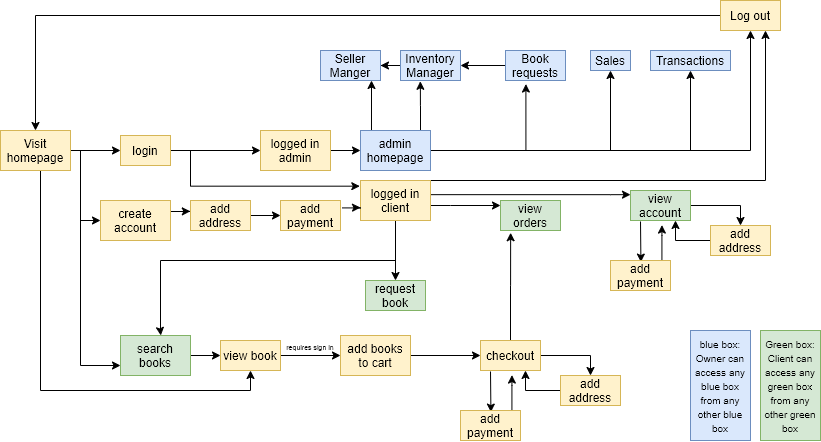 Log out
Seller
Manger
Inventory
Manager
Book
requests
Sales
Transactions
Visit
homepage
login
logged in
admin
admin
homepage
logged in
client
create
account
add
address
add
payment
view
orders
view
account
add
address
add
payment
request
book
search
books
view book
requires sign in
add books
to cart
checkout
add
address
add
payment
blue box:
Owner can
access any
blue box
from any
other blue
box
Green box:
Client can
access any
green box
from any
other green
box